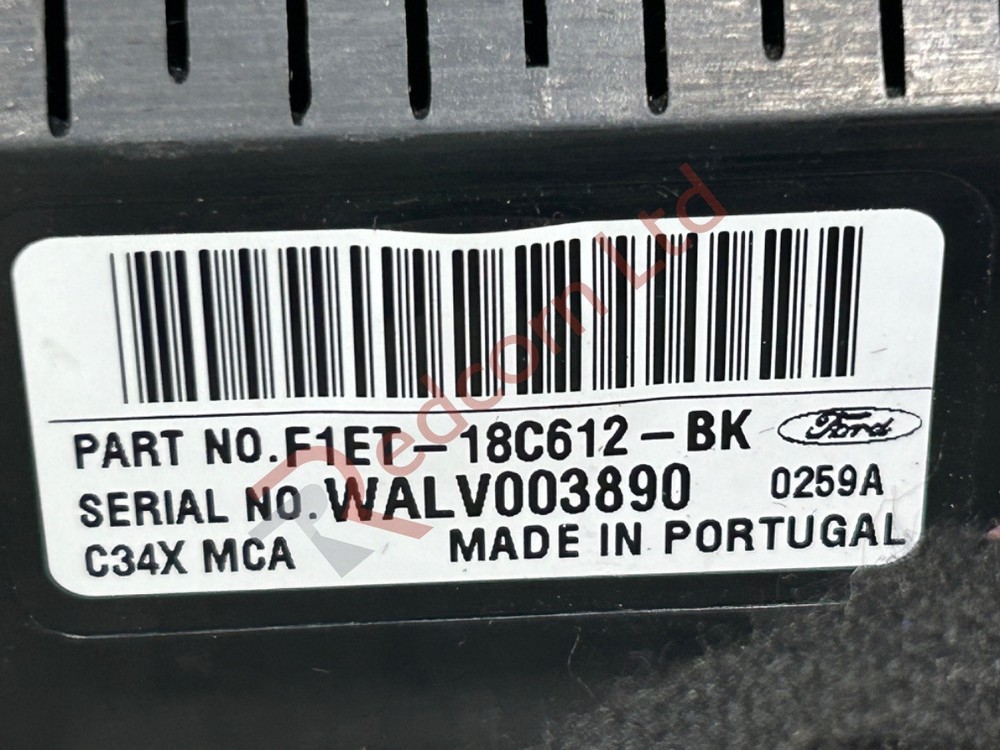 PART NO. F1ET-18C612-BK Ford
SERIAL NO. WALV003890 0259A
C34X MCA MADE IN PORTUGAL
Redcorn Ltd